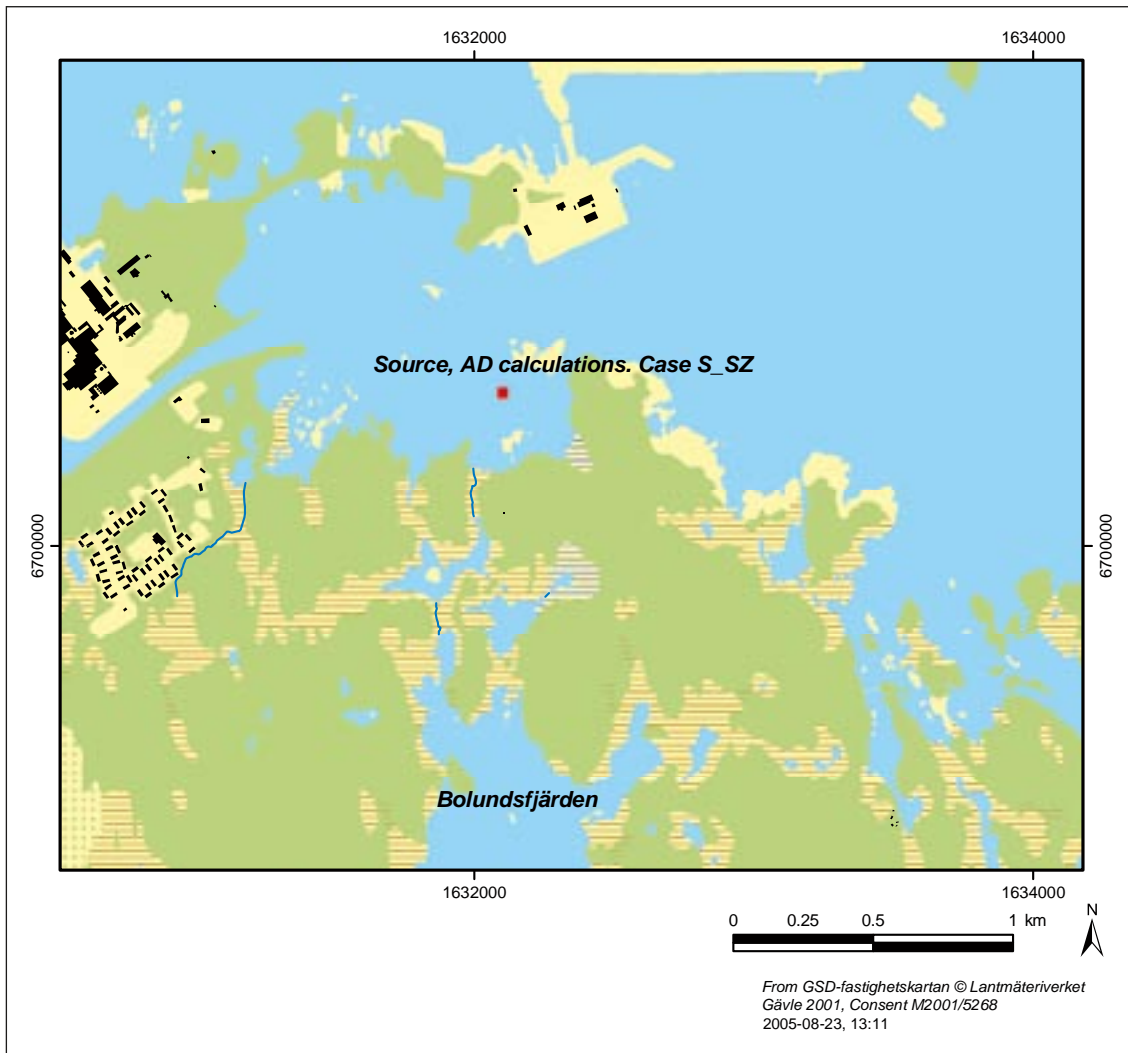 1632000
1634000
Source, AD calculations. Case S_SZ
6700000
6700000
Bolundsfjärden
1632000
1634000
0 0.25 0.5 1 km
N
From GSD-fastighetskartan © Lantmäteriverket
Gävle 2001, Consent M2001/5268
2005-08-23, 13:11